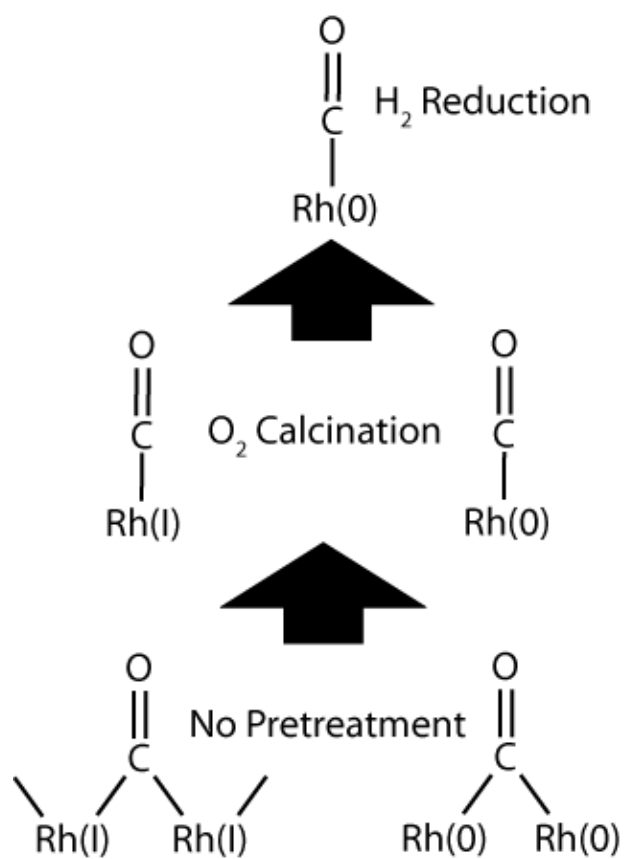 O
C H₂ Reduction
Rh(0)
O O
C O₂ Calcination C
Rh(I) Rh(0)
O O
No Pretreatment
C C
Rh(I) Rh(I) Rh(0) Rh(0)